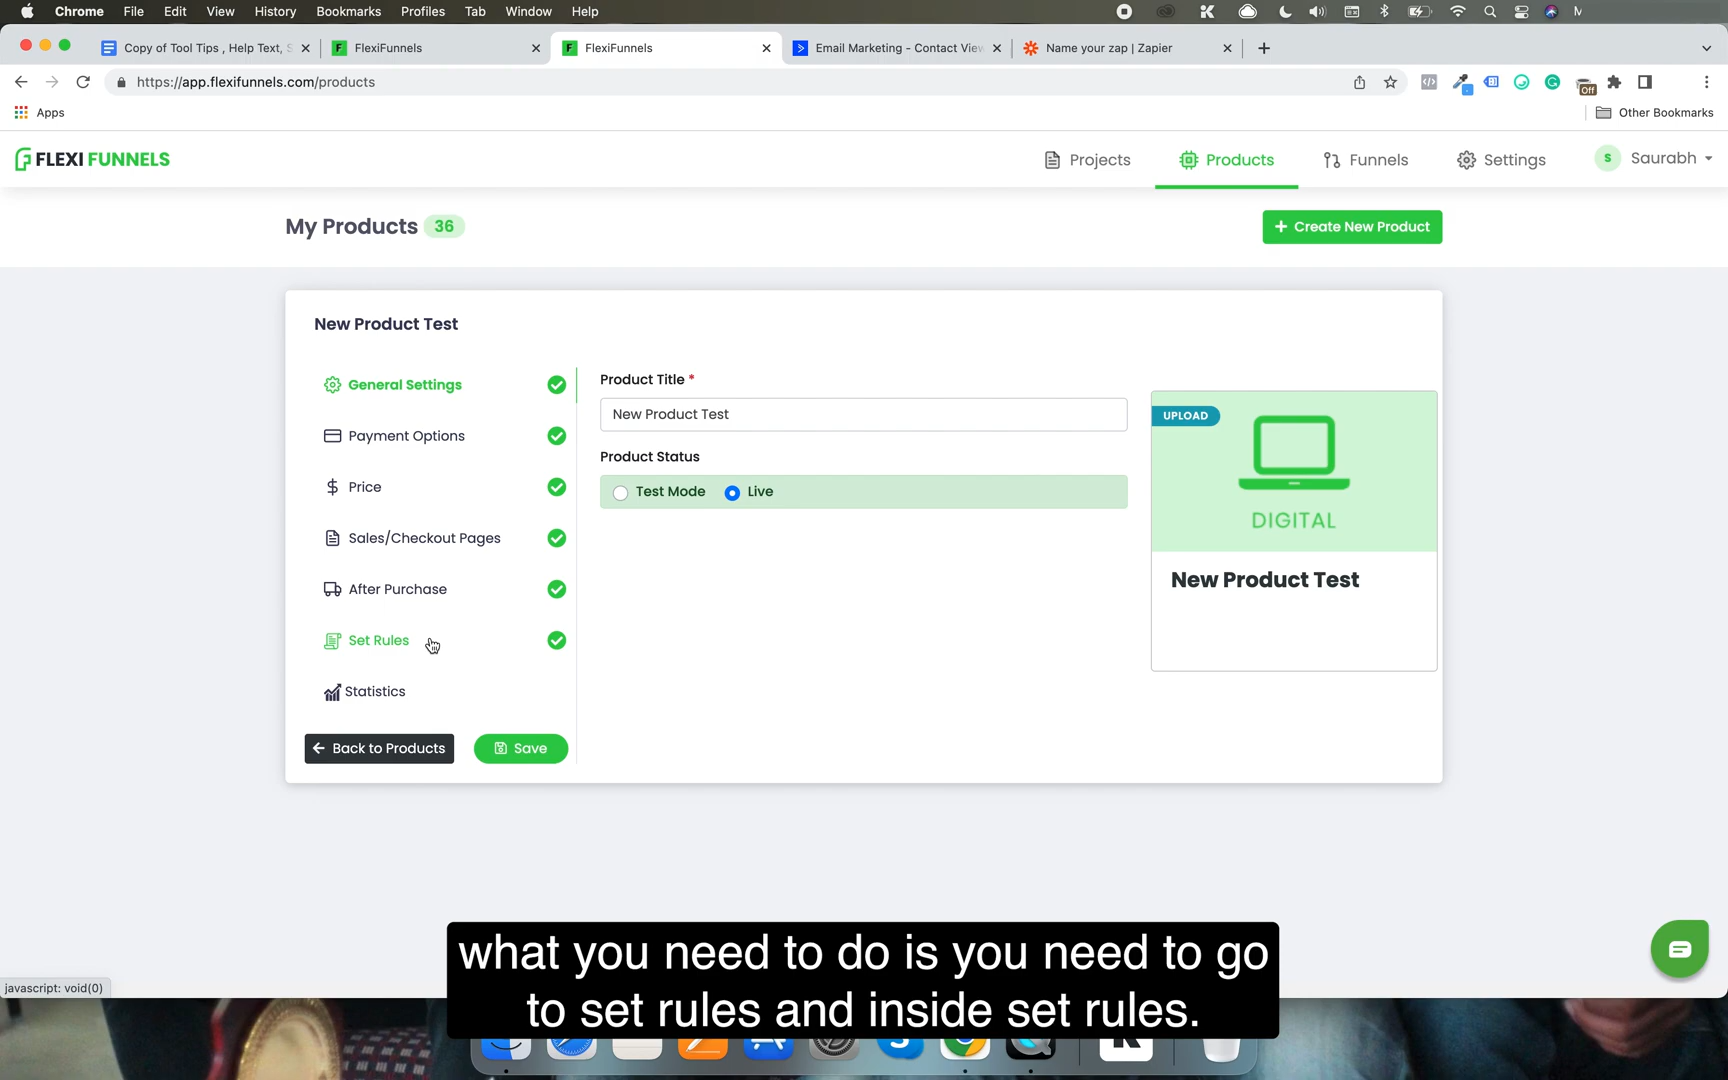 Chrome File Edit View History Bookmarks Profiles Tab Window Help
Copy of Tool Tips , Help Text, S
FlexiFunnels
FlexiFunnels
Email Marketing - Contact View
Name your zap | Zapier
https://app.flexifunnels.com/products
Off
Apps
Other Bookmarks
FLEXI FUNNELS
Projects
Products
Funnels
Settings
S Saurabh
My Products 36
+ Create New Product
New Product Test
General Settings
Payment Options
Price
Sales/Checkout Pages
After Purchase
Set Rules
Statistics
Back to Products
Save
Product Title *
New Product Test
Product Status
Test Mode Live
UPLOAD
DIGITAL
New Product Test
what you need to do is you need to go
to set rules and inside set rules.
javascript: void(0)